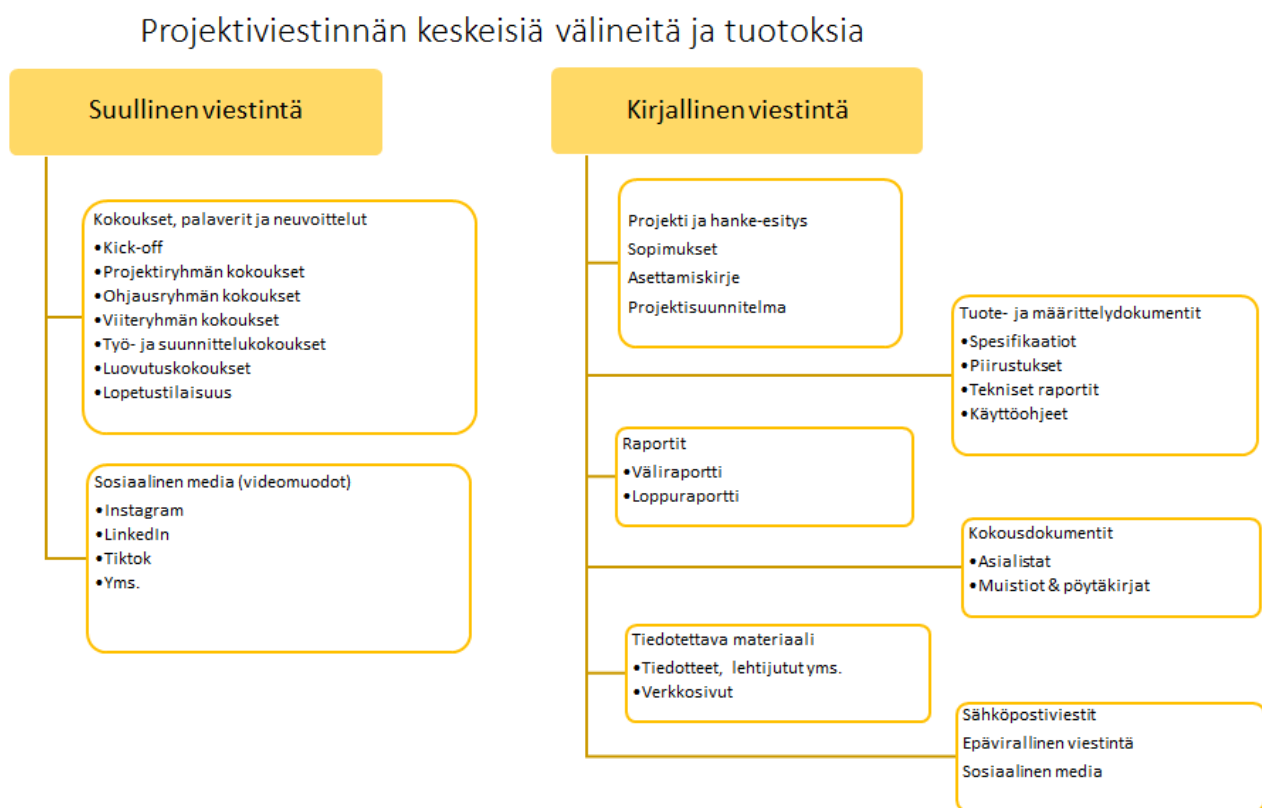 Projektiviestinnän keskeisiä välineitä ja tuotoksia
Suullinen viestintä
Kokoukset, palaverit ja neuvottelut
•Kick-off
•Projektiryhmän kokoukset
•Ohjausryhmän kokoukset
•Viiteryhmän kokoukset
•Työ- ja suunnittelukokoukset
•Luovutuskokoukset
•Lopetustilaisuus
Sosiaalinen media (videomuodot)
•Instagram
•LinkedIn
•Tiktok
•Yms.
Kirjallinen viestintä
Projekti ja hanke-esitys
Sopimukset
Asettamiskirje
Projektisuunnitelma
Tuote- ja määrittelydokumentit
•Spesifikaatiot
•Piirustukset
•Tekniset raportit
•Käyttöohjeet
Raportit
•Väliraportti
•Loppuraportti
Kokousdokumentit
•Asialistat
•Muistiot & pöytäkirjat
Tiedotettava materiaali
•Tiedotteet, lehtijutut yms.
•Verkkosivut
Sähköpostiviestit
Epävirallinen viestintä
Sosiaalinen media